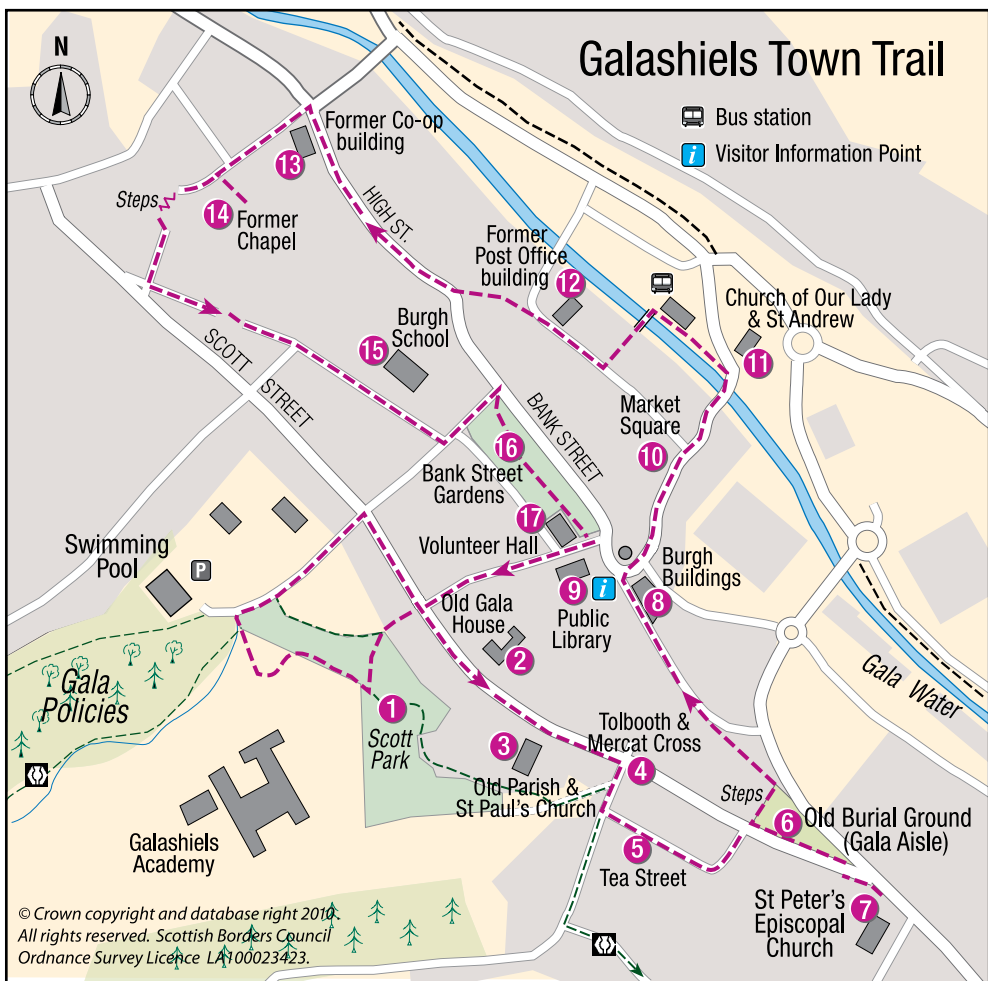 Galashiels Town Trail
N
Bus station
i Visitor Information Point
Former Co-op
building
13
Steps
14
Former
Chapel
HIGH ST.
Former
Post Office
building
12
Church of Our Lady
& St Andrew
11
Burgh
School
15
SCOTT
STREET
BANK STREET
Market
Square
10
16
Bank Street
Gardens
17
Volunteer Hall
Swimming
Pool
P
9
i
Public
Library
Burgh
Buildings
8
Old Gala
House
2
Gala Water
Gala
Policies
1
Scott
Park
3
Old Parish &
St Paul's Church
Tolbooth &
Mercat Cross
4
Steps
6
Old Burial Ground
(Gala Aisle)
5
Tea Street
Galashiels
Academy
7
St Peter's
Episcopal
Church
© Crown copyright and database right 2010.
All rights reserved. Scottish Borders Council
Ordnance Survey Licence LA100023423.